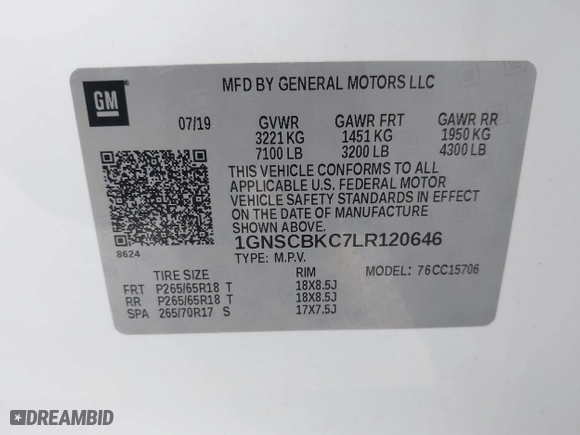 GM
MFD BY GENERAL MOTORS LLC
07/19 GVWR GAWR FRT GAWR RR
3221 KG 1451 KG 1950 KG
7100 LB 3200 LB 4300 LB
THIS VEHICLE CONFORMS TO ALL
APPLICABLE U.S. FEDERAL MOTOR
VEHICLE SAFETY STANDARDS IN EFFECT
ON THE DATE OF MANUFACTURE
SHOWN ABOVE.
8624 1GNSCBKC7LR120646
TYPE: M.P.V.
TIRE SIZE RIM MODEL: 76CC15706
FRT P265/65R18 T 18X8.5J
RR P265/65R18 T 18X8.5J
SPA 265/70R17 S 17X7.5J
DREAMBID